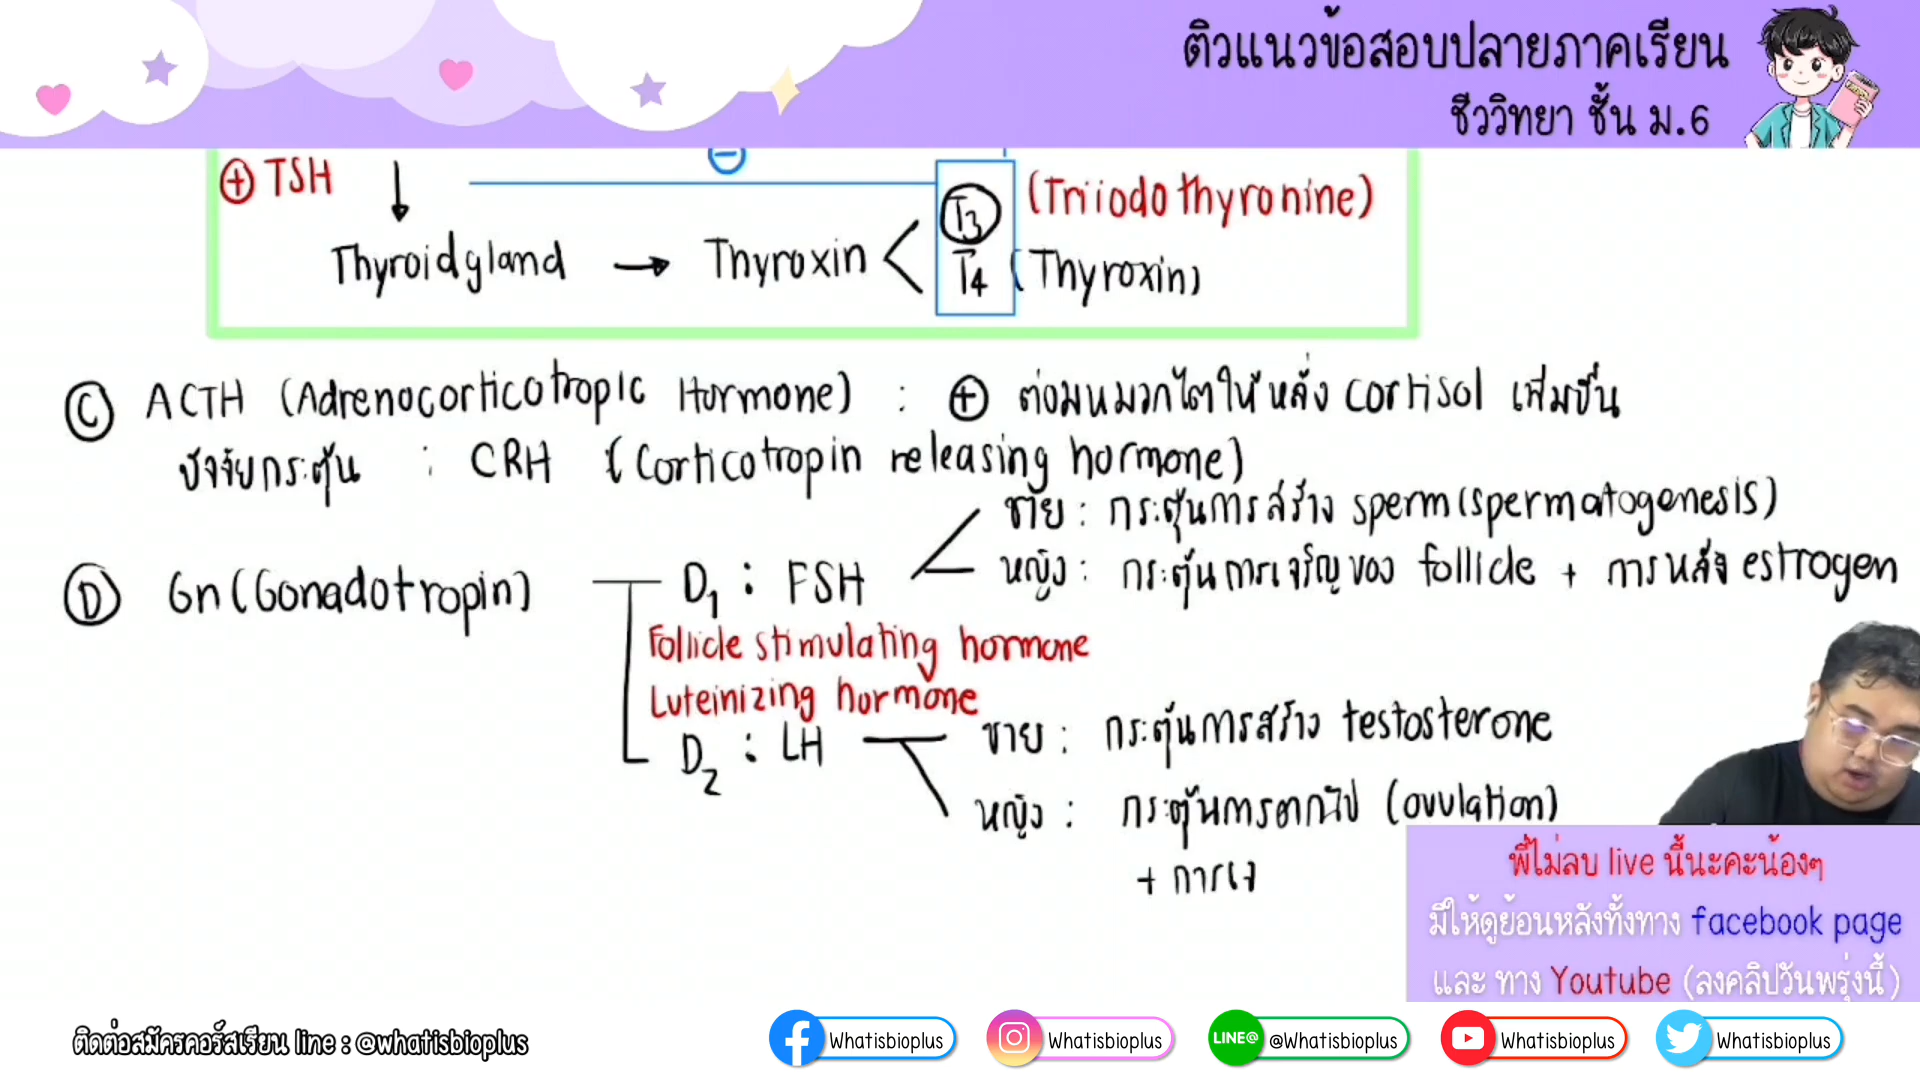 ติวแนวข้อสอบปลายภาคเรียน
ชีววิทยา ชั้น ม.6
⊕ TSH
⊖
T3 (Triiodothyronine)
Thyroid gland → Thyroxin < T4 (Thyroxin)
Ⓒ ACTH (Adrenocorticotropic Hormone) : ⊕ ต่อมหมวกไตให้หลั่ง cortisol เพิ่มขึ้น
ปัจจัยกระตุ้น : CRH (Corticotropin releasing hormone)
ชาย : กระตุ้นการสร้าง sperm (spermatogenesis)
Ⓓ Gn (Gonadotropin) D1 : FSH
หญิง : กระตุ้นการเจริญของ follicle + การหลั่ง estrogen
Follicle stimulating hormone
Luteinizing hormone
D2 : LH
ชาย : กระตุ้นการสร้าง testosterone
หญิง : กระตุ้นการตกไข่ (ovulation)
+ การเจ
พี่ไม่ลบ live นี้นะคะน้องๆ
มีให้ดูย้อนหลังทั้งทาง facebook page
และ ทาง Youtube (ลงคลิปวันพรุ่งนี้)
ติดต่อสมัครคอร์สเรียน line : @whatisbioplus
Whatisbioplus
Whatisbioplus
LINE@ @Whatisbioplus
Whatisbioplus
Whatisbioplus